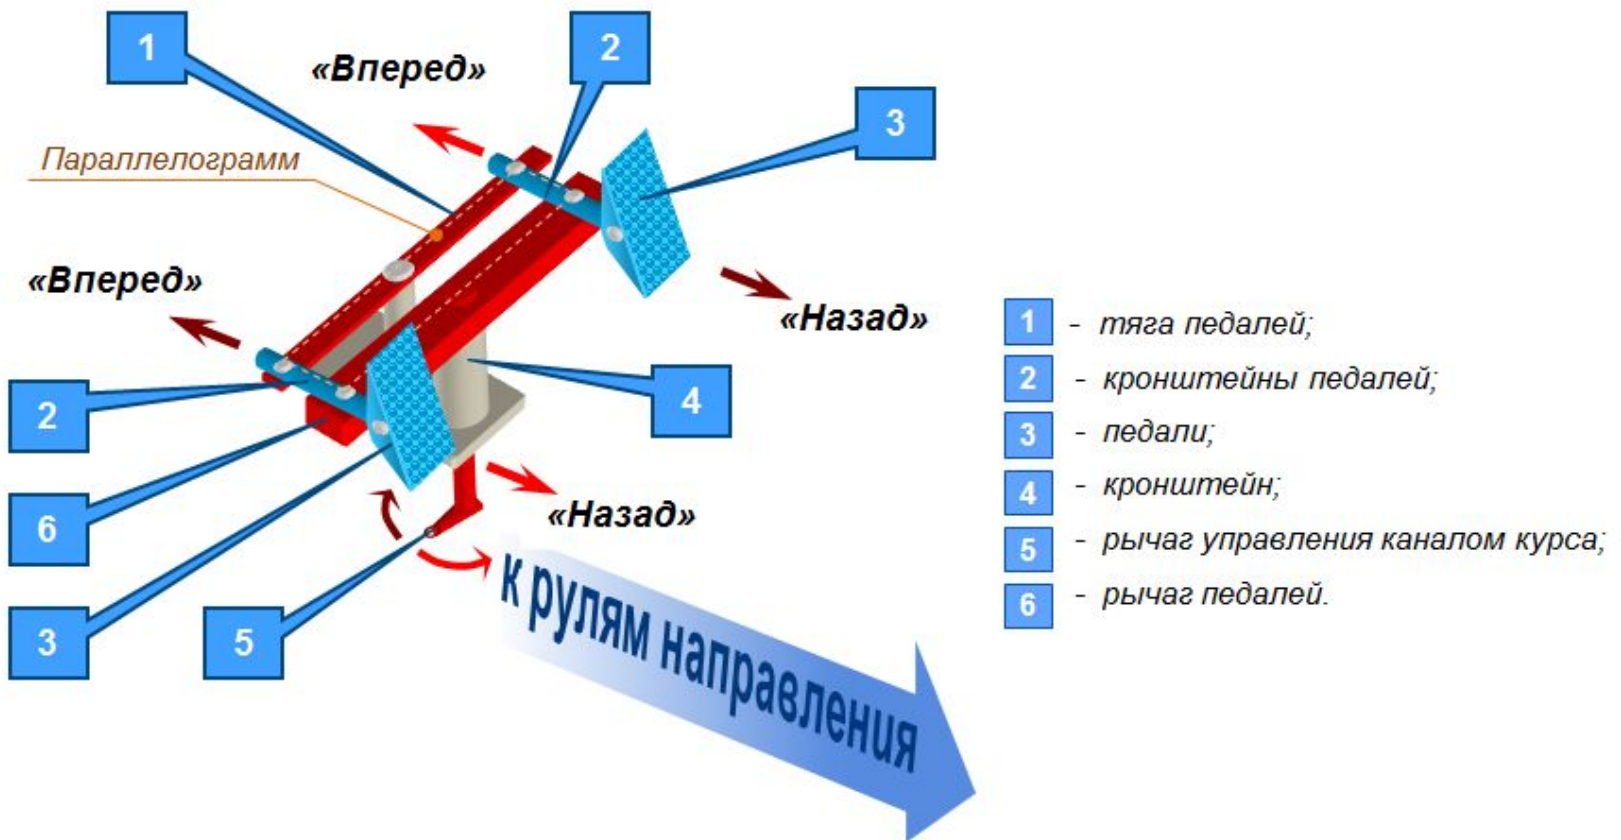 1
«Вперед»
2
3
Параллелограмм
«Вперед»
«Назад»
2
4
6
«Назад»
3
5
к рулям направления
1 - тяга педалей;
2 - кронштейны педалей;
3 - педали;
4 - кронштейн;
5 - рычаг управления каналом курса;
6 - рычаг педалей.